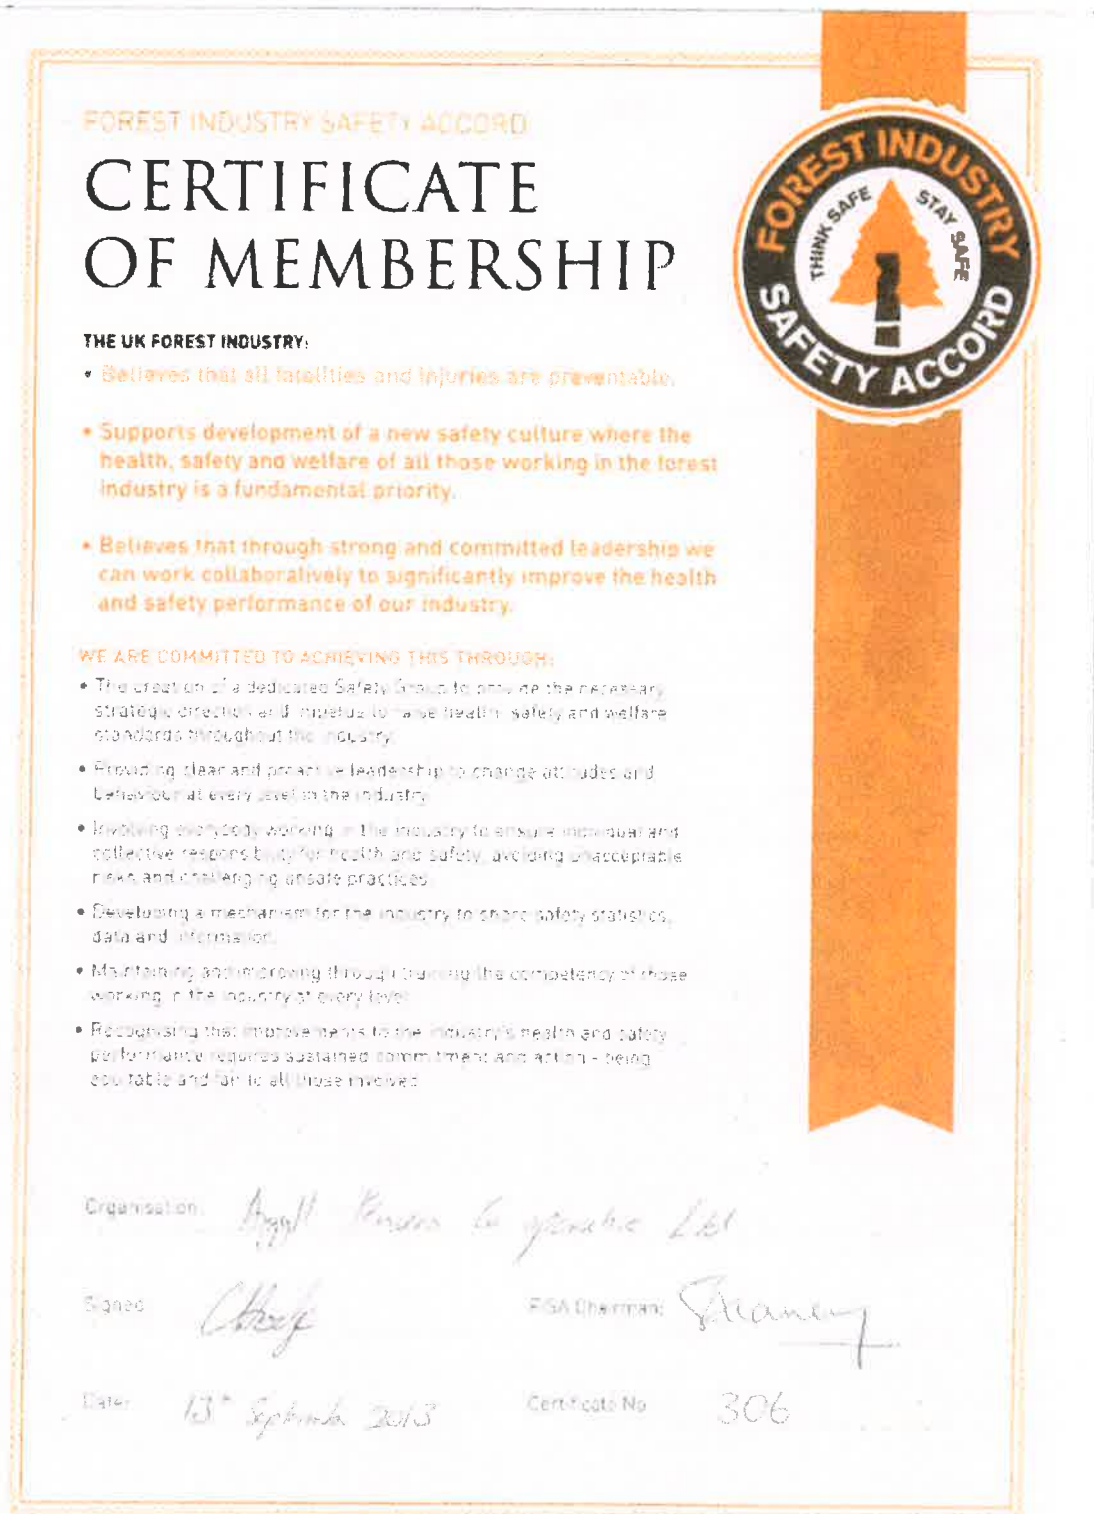 FOREST INDUSTRY SAFETY ACCORD
CERTIFICATE
OF MEMBERSHIP
FOREST INDUSTRY
SAFETY ACCORD
THINK SAFE
STAY SAFE
THE UK FOREST INDUSTRY:
• Believes that all fatalities and injuries are preventable.
• Supports development of a new safety culture where the
health, safety and welfare of all those working in the forest
industry is a fundamental priority.
• Believes that through strong and committed leadership we
can work collaboratively to significantly improve the health
and safety performance of our industry.
WE ARE COMMITTED TO ACHIEVING THIS THROUGH:
• The creation of a dedicated Safety Group to provide the necessary
strategic direction and impetus to raise health, safety and welfare
standards throughout the industry.
• Providing clear and proactive leadership to change attitudes and
behaviour at every level in the industry.
• Involving everybody working in the industry to ensure individual and
collective responsibility for health and safety, avoiding unacceptable
risks and challenging unsafe practices.
• Developing a mechanism for the industry to share safety statistics,
data and information.
• Maintaining and improving through training the competency of those
working in the industry at every level.
• Recognising that improvements to the industry's health and safety
performance requires sustained commitment and action - being
equitable and fair to all those involved.
Organisation: Argyll Ltd
Signed
FISA Chairman:
Date: 13th September 2013
Certificate No 306